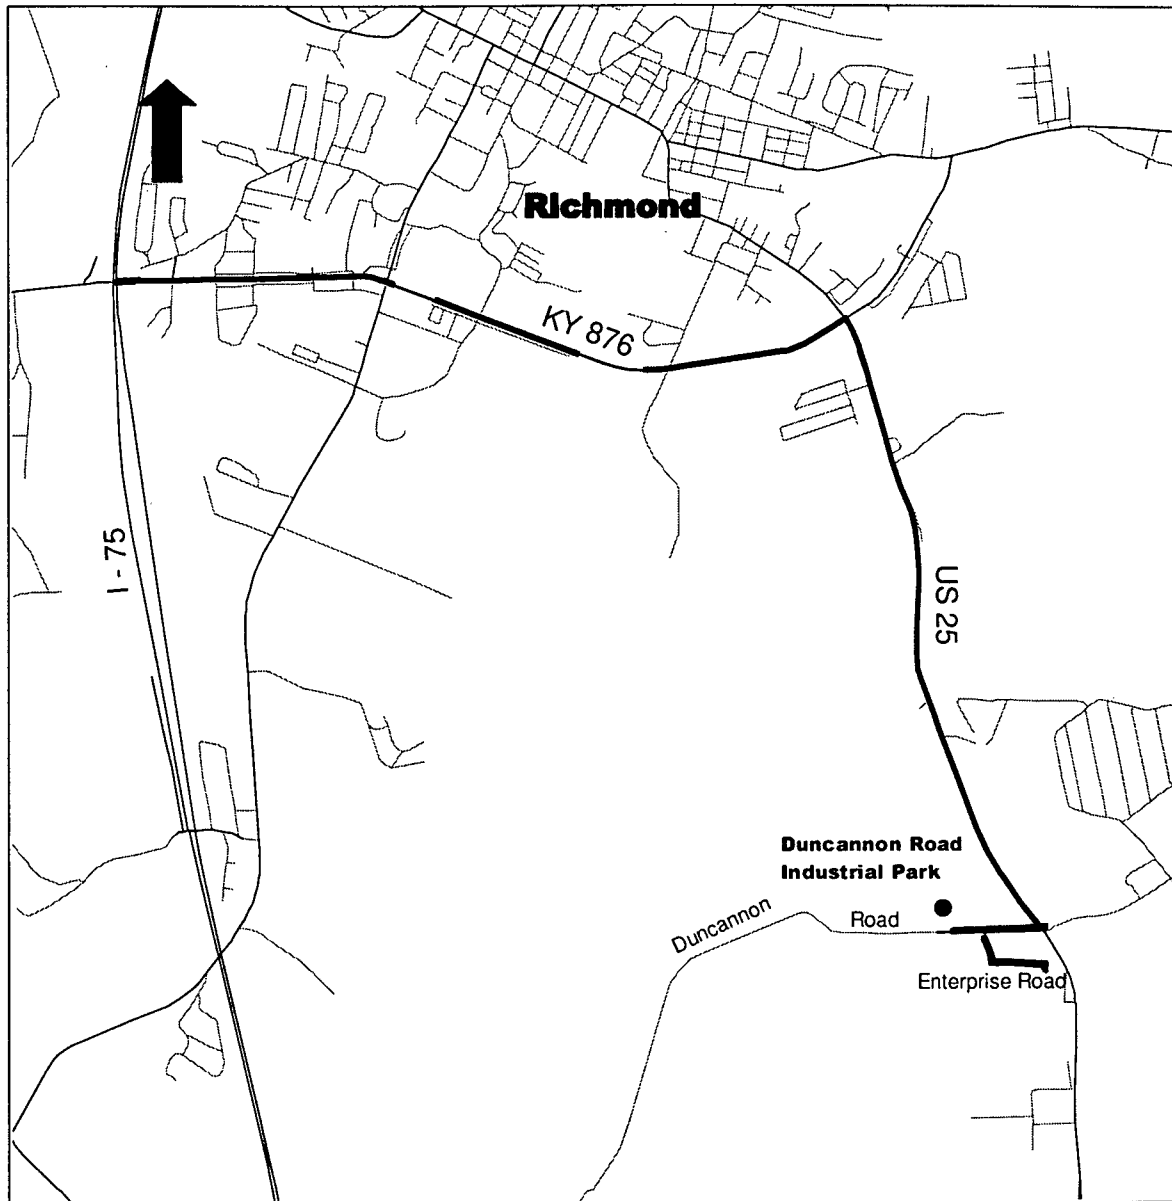 Richmond
KY 876
I - 75
US 25
Duncannon Road
Industrial Park
Duncannon
Road
Enterprise Road